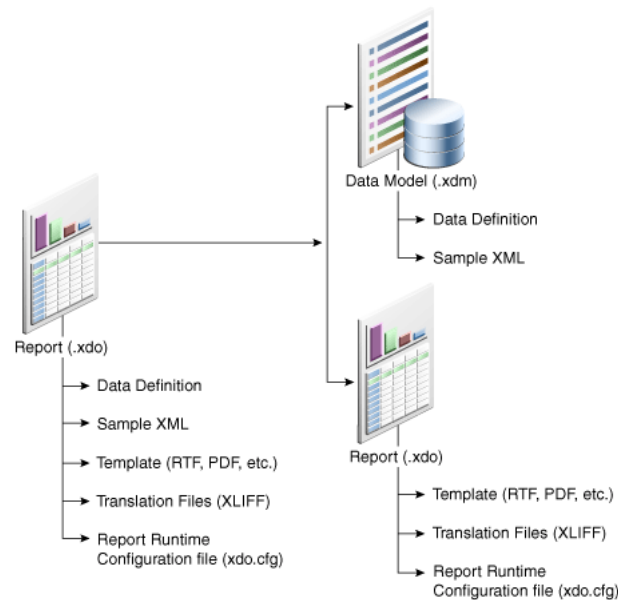 Report (.xdo)
Data Definition
Sample XML
Template (RTF, PDF, etc.)
Translation Files (XLIFF)
Report Runtime
Configuration file (xdo.cfg)
Data Model (.xdm)
Data Definition
Sample XML
Report (.xdo)
Template (RTF, PDF, etc.)
Translation Files (XLIFF)
Report Runtime
Configuration file (xdo.cfg)